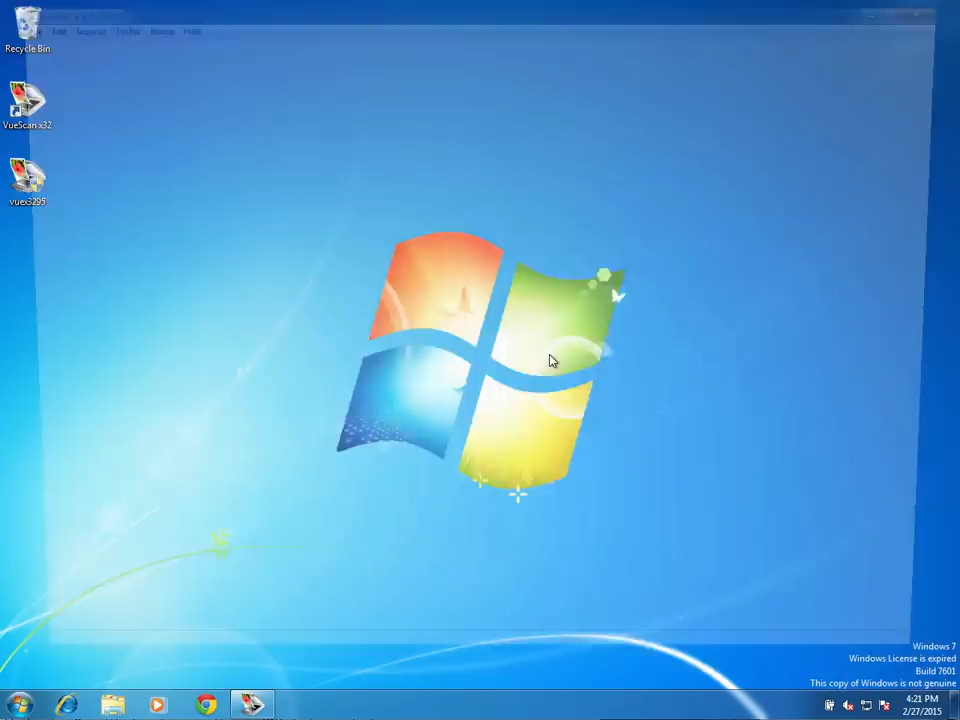 Recycle Bin
VueScan x32
vuex3295
Windows 7
Windows License is expired
Build 7601
This copy of Windows is not genuine
4:21 PM
2/27/2015